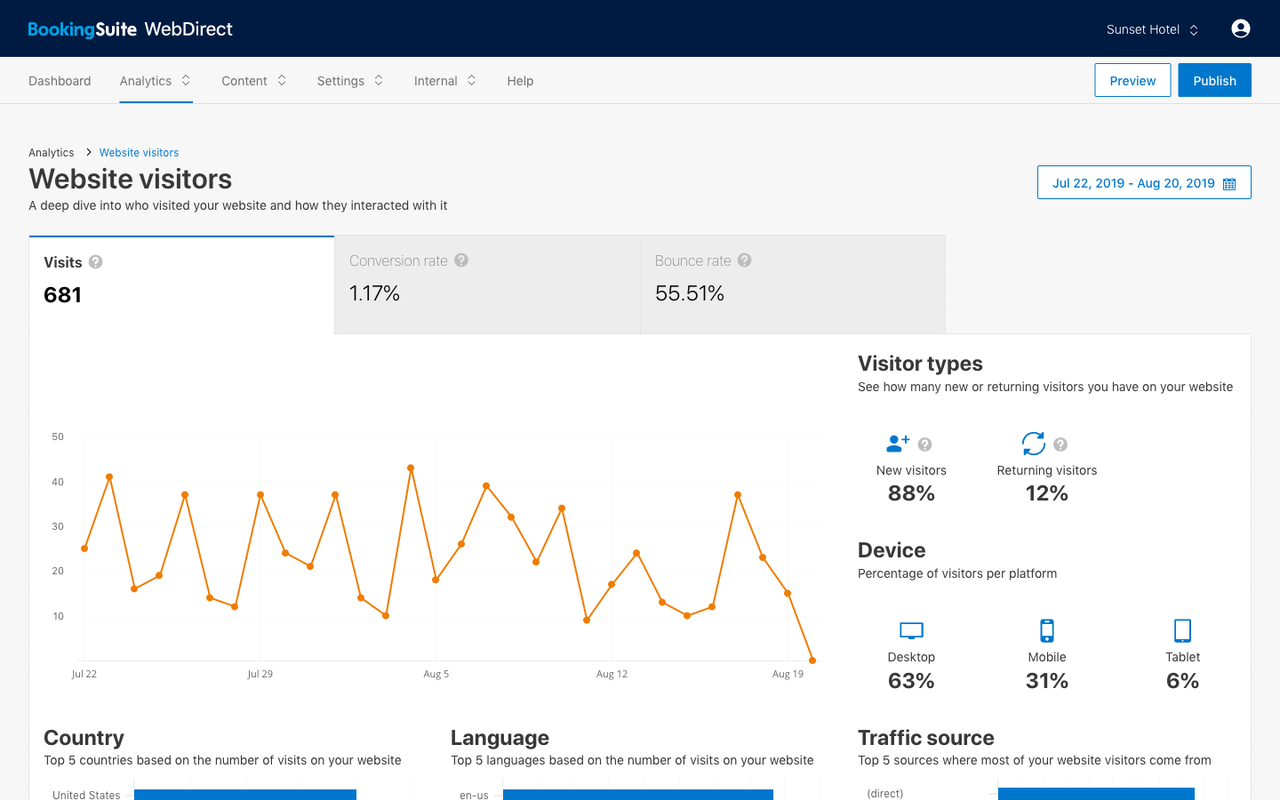 BookingSuite WebDirect
Sunset Hotel
Dashboard Analytics Content Settings Internal Help
Preview Publish
Analytics Website visitors
Website visitors
Jul 22, 2019 - Aug 20, 2019
A deep dive into who visited your website and how they interacted with it
Visits
681
Conversion rate
1.17%
Bounce rate
55.51%
50
40
30
20
10
Jul 22 Jul 29 Aug 5 Aug 12 Aug 19
Visitor types
See how many new or returning visitors you have on your website
New visitors
88%
Returning visitors
12%
Device
Percentage of visitors per platform
Desktop
63%
Mobile
31%
Tablet
6%
Country
Top 5 countries based on the number of visits on your website
United States
Language
Top 5 languages based on the number of visits on your website
en-us
Traffic source
Top 5 sources where most of your website visitors come from
(direct)